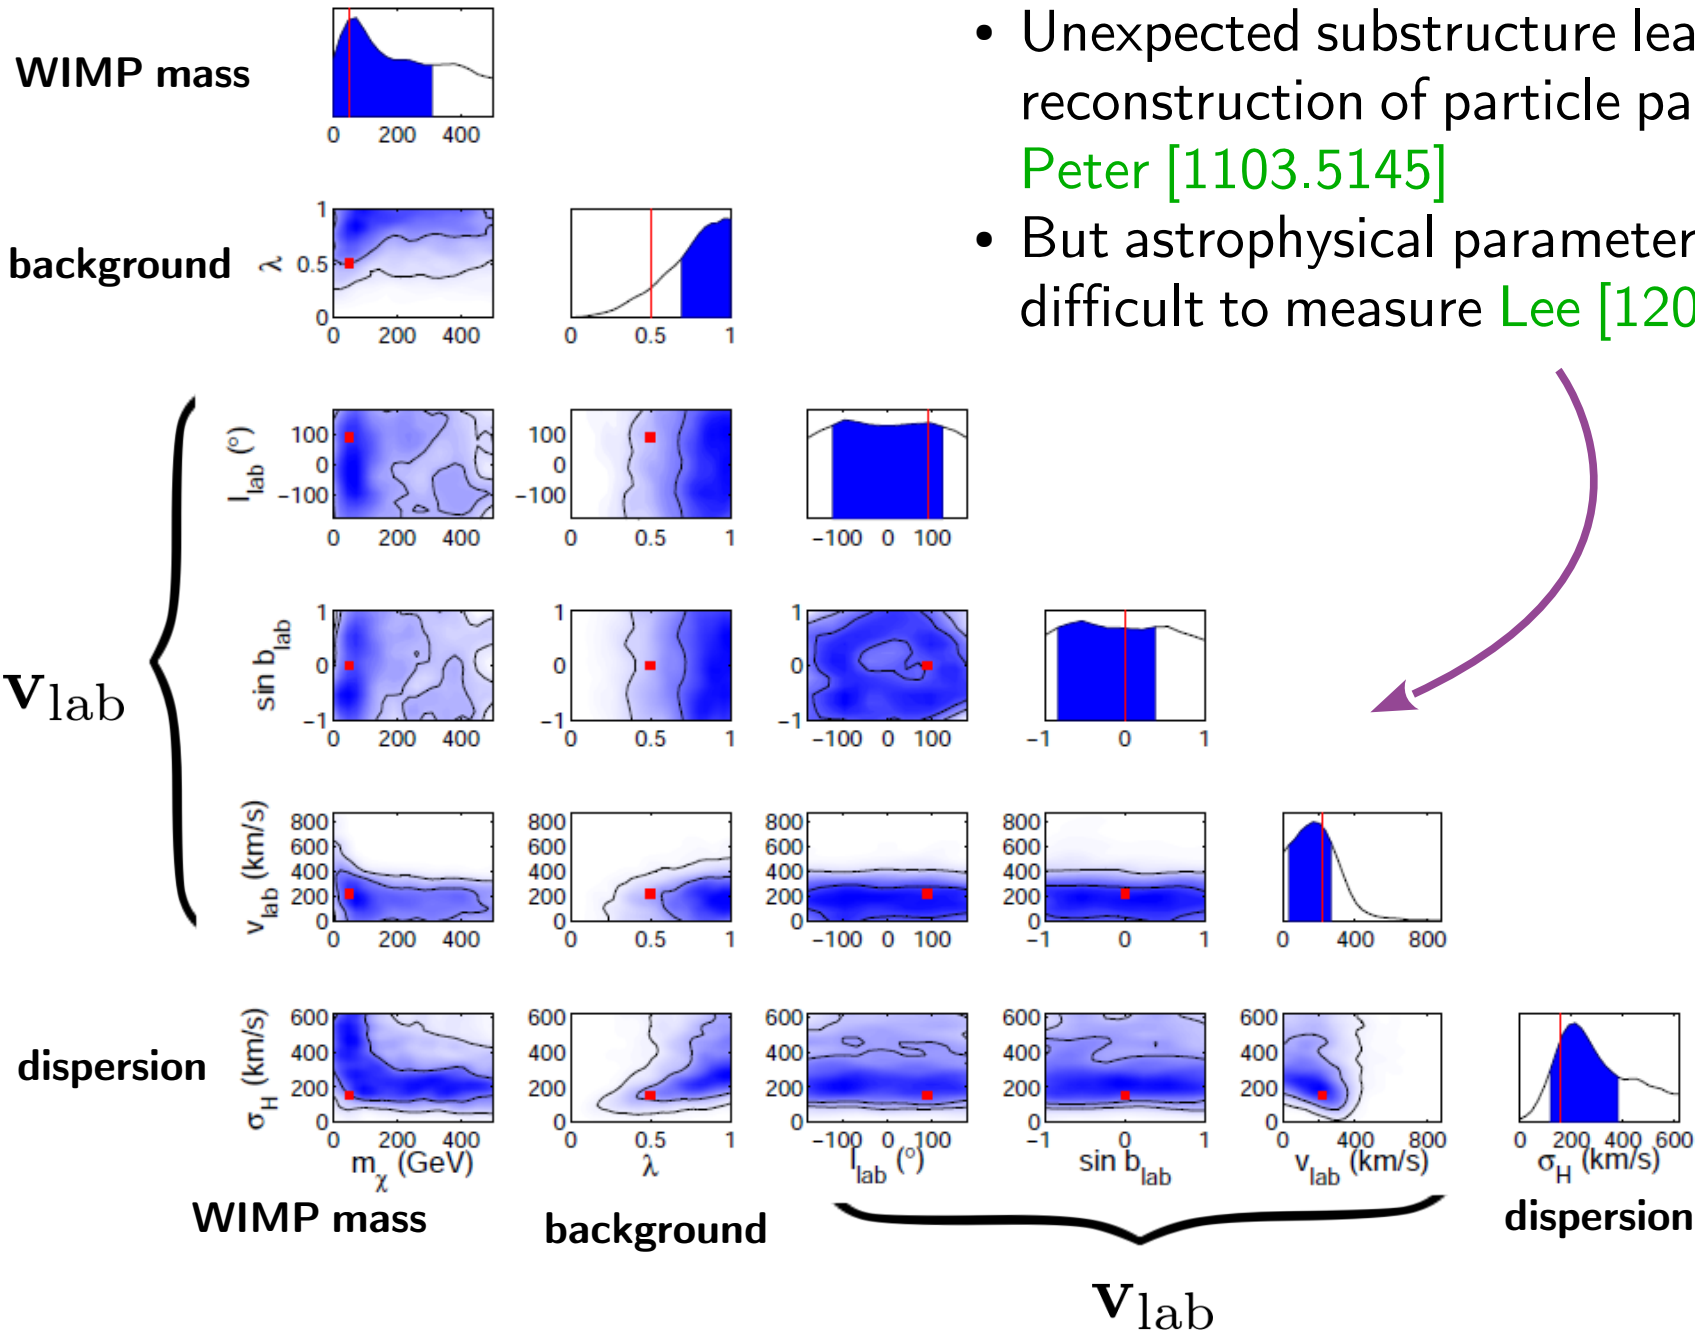 • Unexpected substructure lea
reconstruction of particle pa
Peter [1103.5145]
• But astrophysical parameter
difficult to measure Lee [120
WIMP mass
0 200 400
background
λ
1
0.5
0
0 0.5 1
l_lab (°)
100
0
−100
0 200 400
100
0
−100
0 0.5 1
−100 0 100
v_lab
sin b_lab
1
0
−1
0 200 400
1
0
−1
0 0.5 1
1
0
−1
−100 0 100
−1 0 1
v_lab (km/s)
800
600
400
200
0
0 200 400
800
600
400
200
0
0 0.5 1
800
600
400
200
0
−100 0 100
800
600
400
200
0
−1 0 1
0 400 800
dispersion
σ_H (km/s)
600
400
200
0
0 200 400
600
400
200
0
0 0.5 1
600
400
200
0
−100 0 100
600
400
200
0
−1 0 1
600
400
200
0
0 400 800
0 200 400 600
m_χ (GeV)
λ
l_lab (°)
sin b_lab
v_lab (km/s)
σ_H (km/s)
WIMP mass
background
dispersion
v_lab